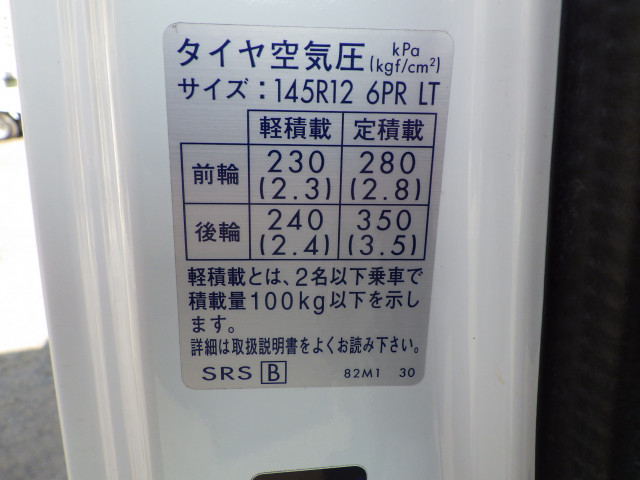 タイヤ空気圧 kPa (kgf/cm²)
サイズ：145R12 6PR LT
軽積載 定積載
前輪 230 (2.3) 280 (2.8)
後輪 240 (2.4) 350 (3.5)
軽積載とは、2名以下乗車で
積載量100kg以下を示し
ます。
詳細は取扱説明書をよくお読み下さい。
SRS B 82M1 30